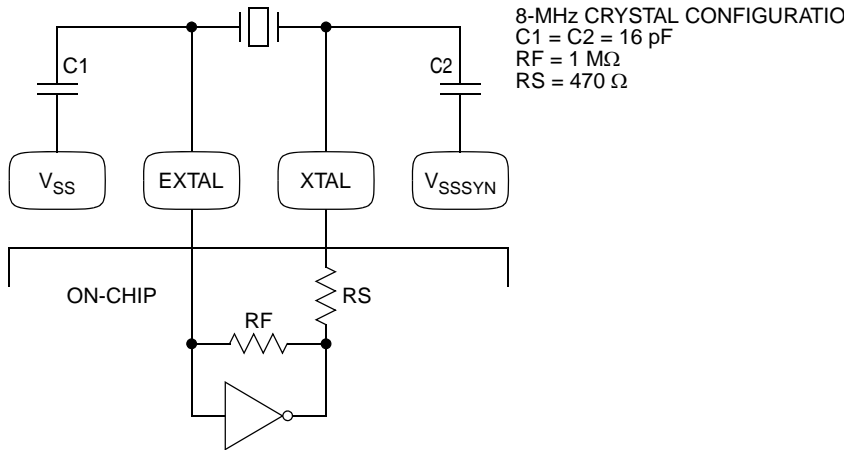 8-MHz CRYSTAL CONFIGURATIO
C1 = C2 = 16 pF
RF = 1 MΩ
RS = 470 Ω
C1
C2
VSS
EXTAL
XTAL
VSSSYN
ON-CHIP
RS
RF